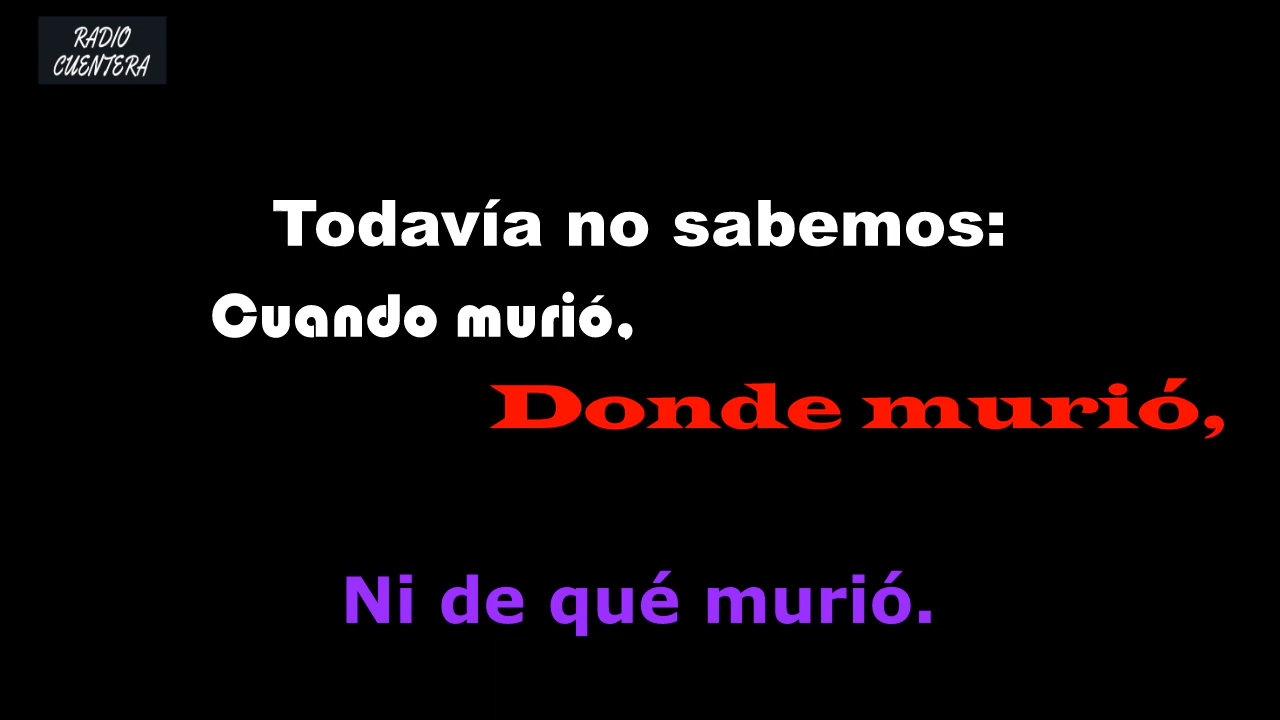 RADIO
CUENTERA
Todavía no sabemos:
Cuando murió,
Donde murió,
Ni de qué murió.